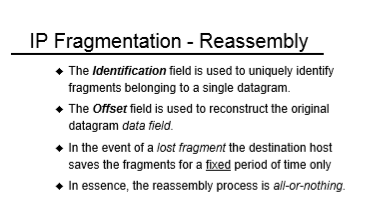 IP Fragmentation - Reassembly
The Identification field is used to uniquely identify
fragments belonging to a single datagram.
The Offset field is used to reconstruct the original
datagram data field.
In the event of a lost fragment the destination host
saves the fragments for a fixed period of time only
In essence, the reassembly process is all-or-nothing.